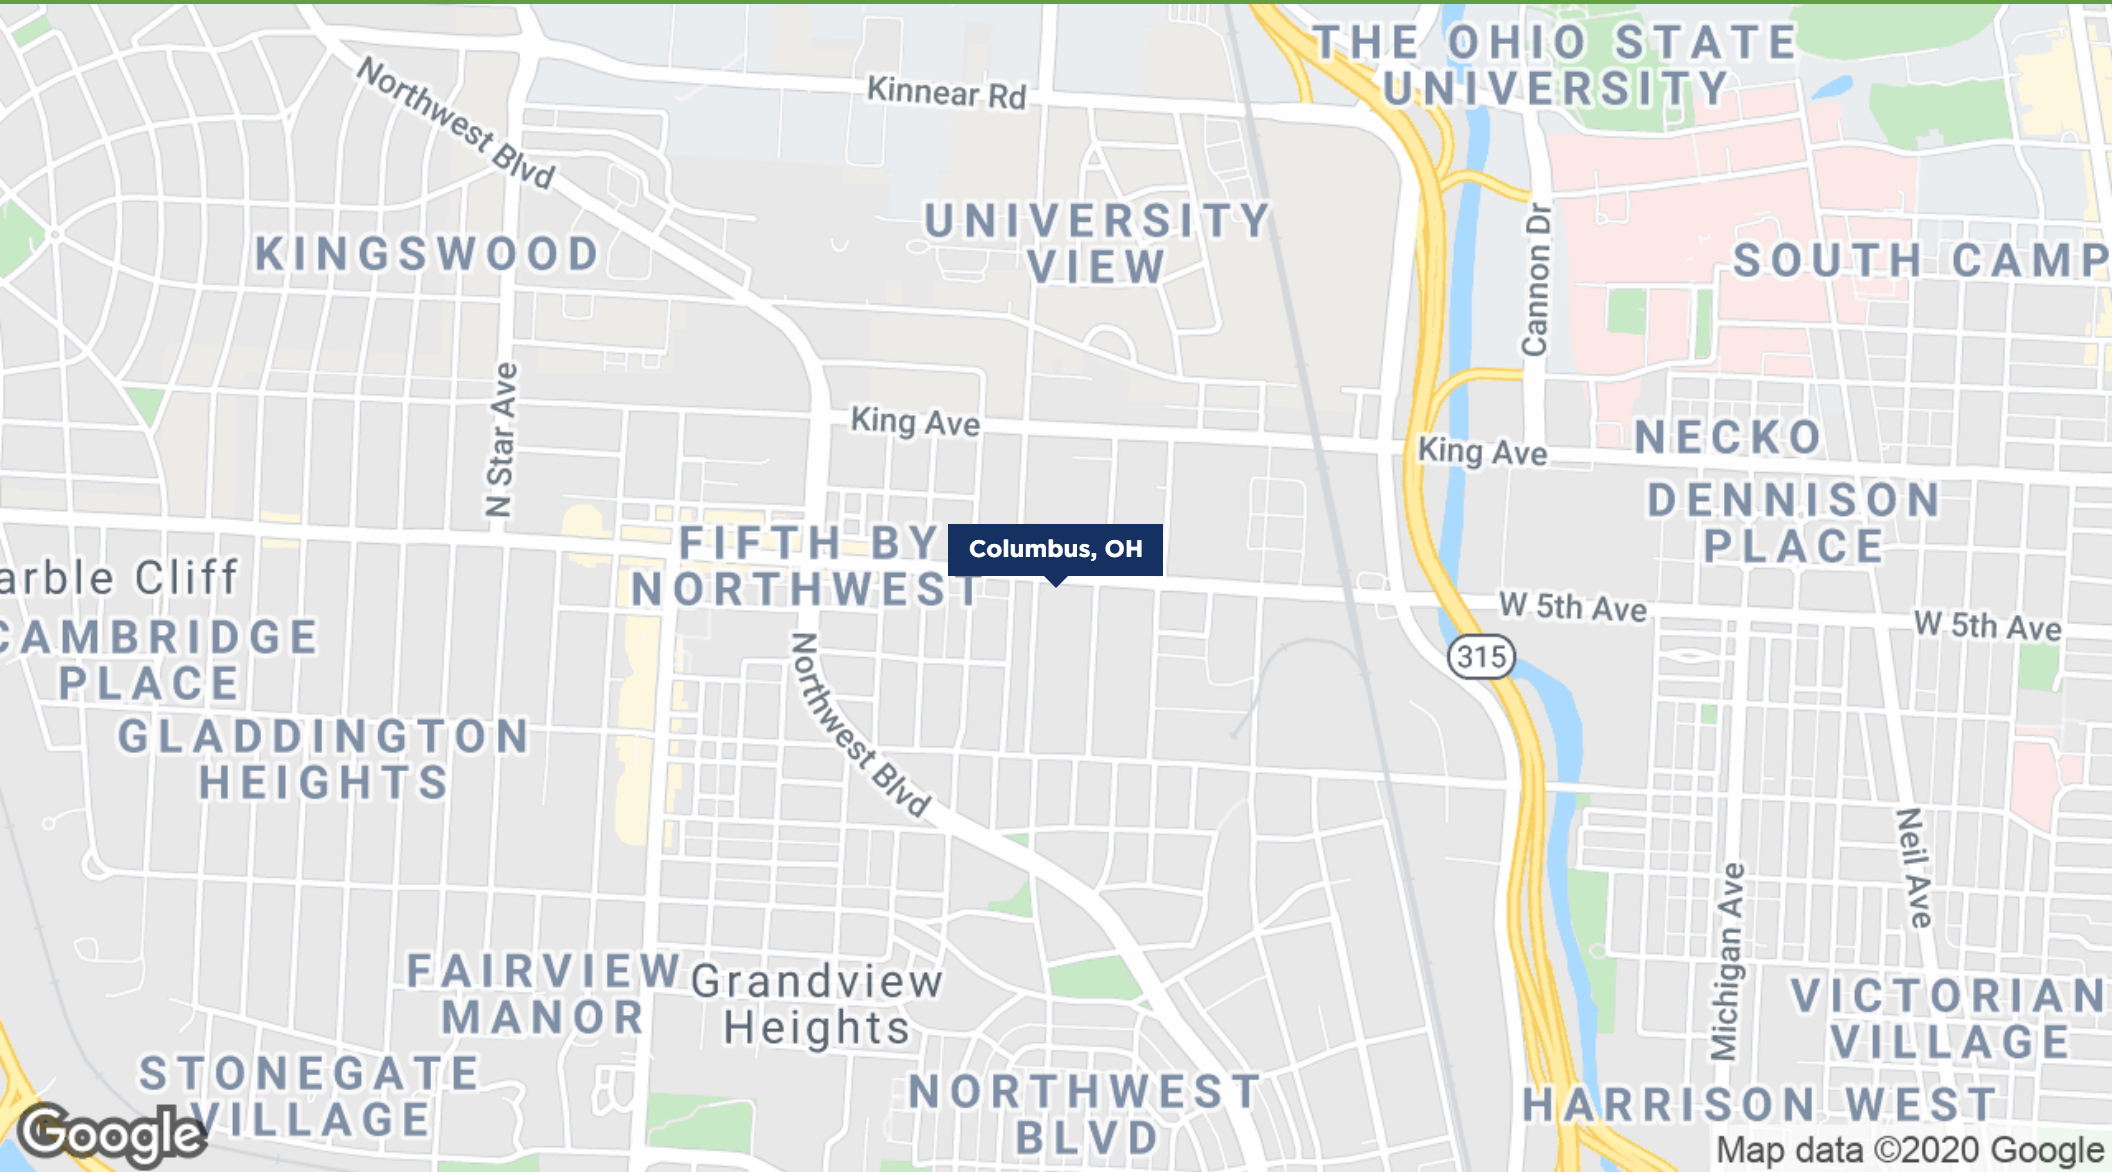 THE OHIO STATE
UNIVERSITY
Northwest Blvd
Kinnear Rd
UNIVERSITY
VIEW
KINGSWOOD
Cannon Dr
SOUTH CAMP
N Star Ave
King Ave
King Ave
NECKO
DENNISON
PLACE
FIFTH BY
NORTHWEST
Columbus, OH
arble Cliff
CAMBRIDGE
PLACE
W 5th Ave
W 5th Ave
315
Northwest Blvd
GLADDINGTON
HEIGHTS
Neil Ave
Michigan Ave
FAIRVIEW
MANOR
Grandview
Heights
VICTORIAN
VILLAGE
STONEGATE
VILLAGE
NORTHWEST
BLVD
HARRISON WEST
Google
Map data ©2020 Google